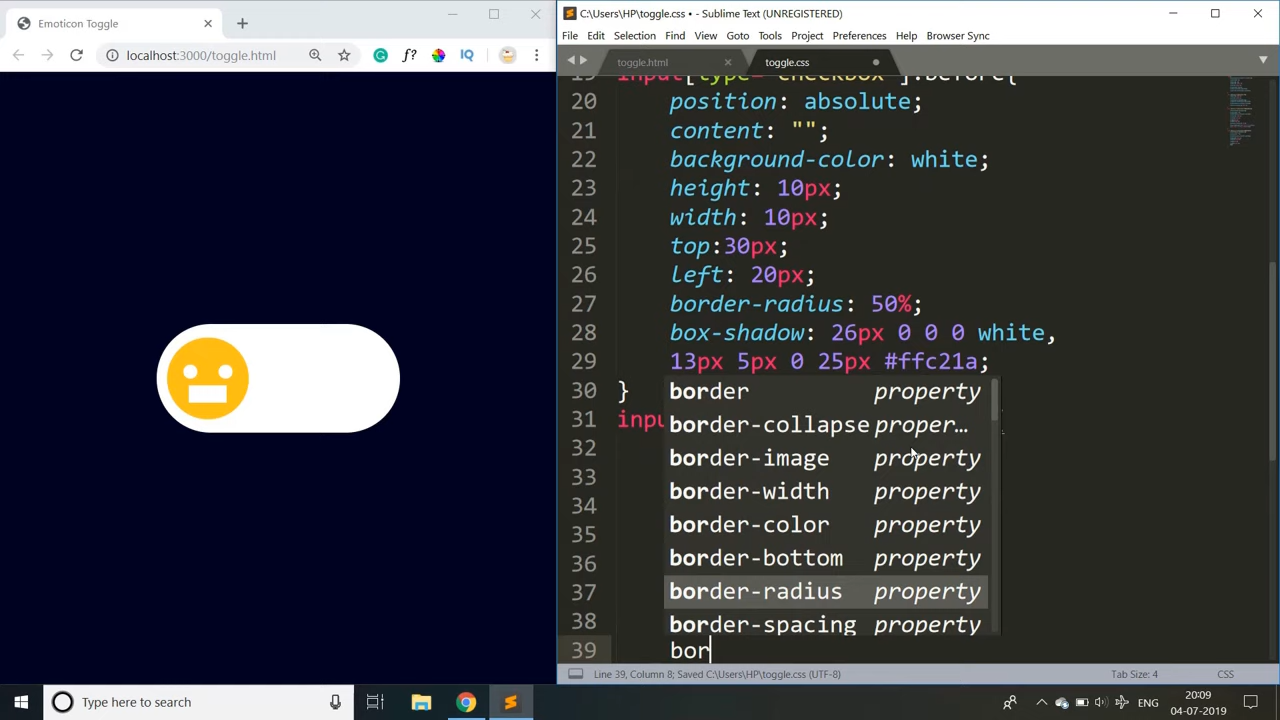 Emoticon Toggle
localhost:3000/toggle.html
f?
IQ
C:\Users\HP\toggle.css • - Sublime Text (UNREGISTERED)
File Edit Selection Find View Goto Tools Project Preferences Help Browser Sync
toggle.html
toggle.css
20 position: absolute;
21 content: "";
22 background-color: white;
23 height: 10px;
24 width: 10px;
25 top:30px;
26 left: 20px;
27 border-radius: 50%;
28 box-shadow: 26px 0 0 0 white,
29 13px 5px 0 25px #ffc21a;
30 }
border property
31 inpu
border-collapse proper…
32
border-image property
33
border-width property
34
border-color property
35
border-bottom property
36
37
border-radius property
38
border-spacing property
39 bor
Line 39, Column 8; Saved C:\Users\HP\toggle.css (UTF-8)
Tab Size: 4
CSS
Type here to search
ENG
20:09
04-07-2019